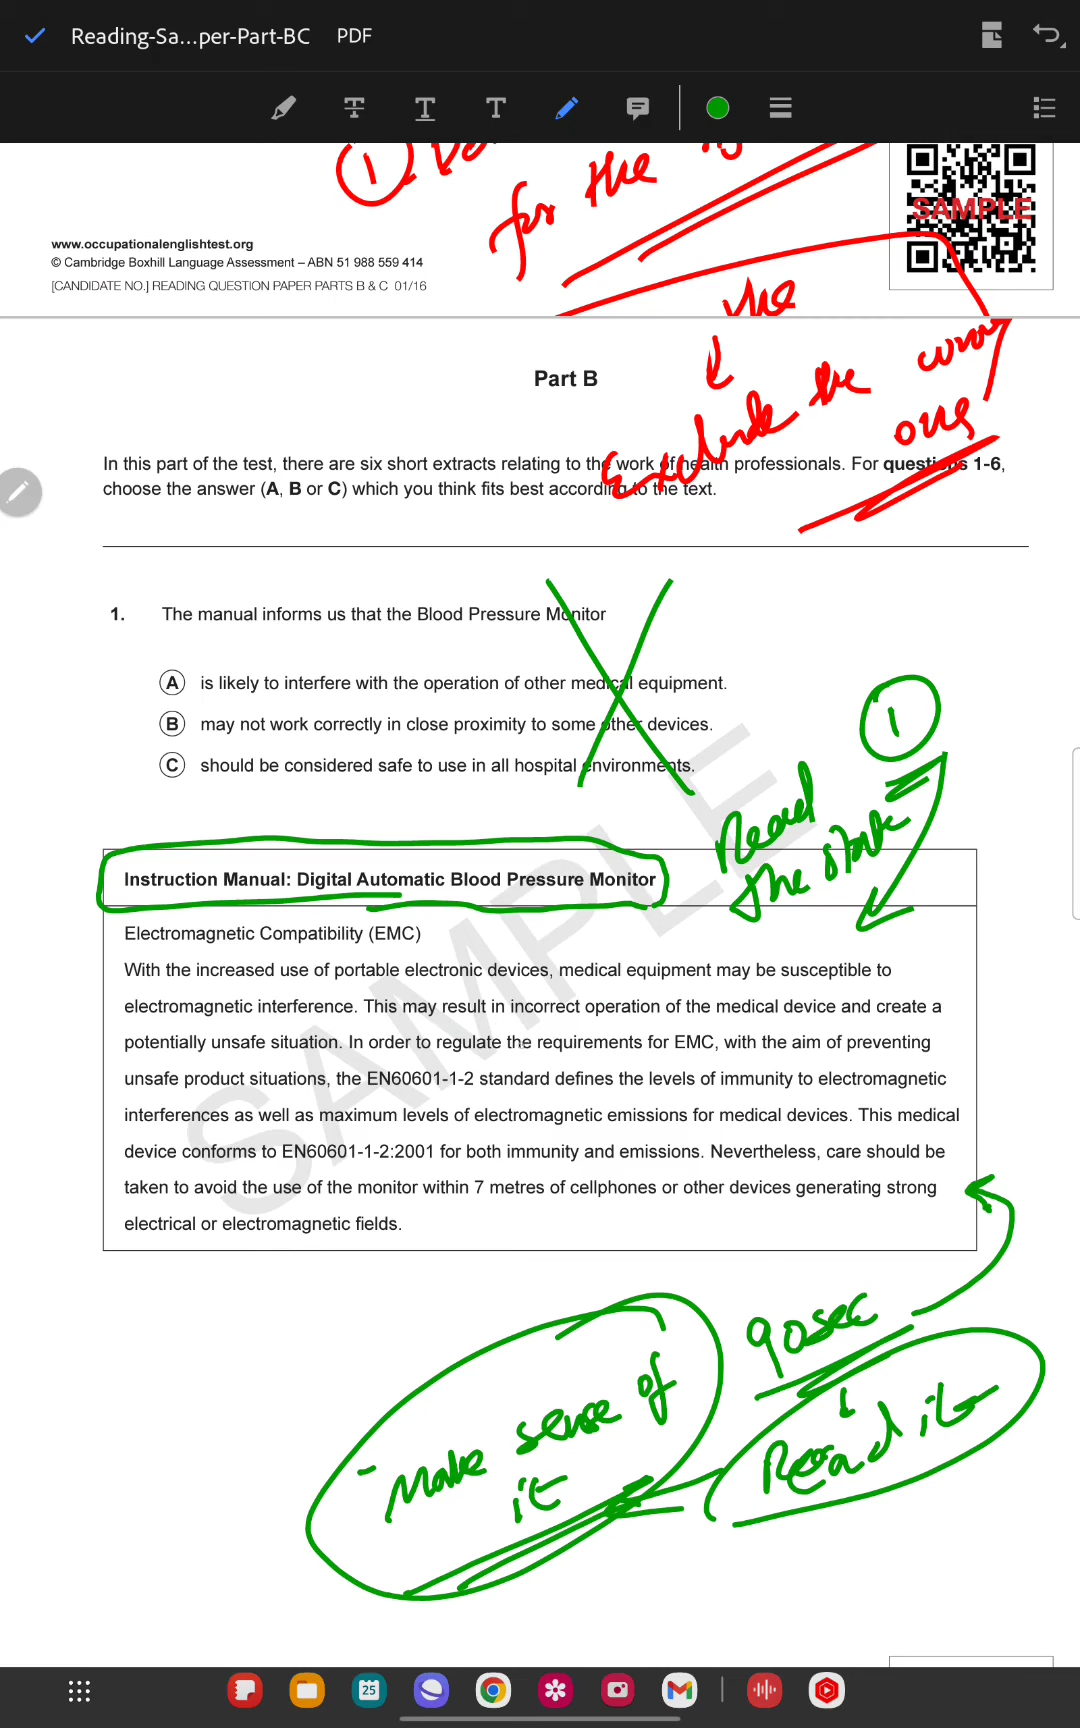 Reading-Sa...per-Part-BC PDF
1
for the
SAMPLE
www.occupationalenglishtest.org
© Cambridge Boxhill Language Assessment – ABN 51 988 559 414
[CANDIDATE NO.] READING QUESTION PAPER PARTS B & C 01/16
the
Exclude the
ones
Part B
In this part of the test, there are six short extracts relating to the work of health professionals. For questions 1-6,
choose the answer (A, B or C) which you think fits best according to the text.
1. The manual informs us that the Blood Pressure Monitor
A is likely to interfere with the operation of other medical equipment.
B may not work correctly in close proximity to some other devices.
C should be considered safe to use in all hospital environments.
1
Read
the
Instruction Manual: Digital Automatic Blood Pressure Monitor
Electromagnetic Compatibility (EMC)
With the increased use of portable electronic devices, medical equipment may be susceptible to
electromagnetic interference. This may result in incorrect operation of the medical device and create a
potentially unsafe situation. In order to regulate the requirements for EMC, with the aim of preventing
unsafe product situations, the EN60601-1-2 standard defines the levels of immunity to electromagnetic
interferences as well as maximum levels of electromagnetic emissions for medical devices. This medical
device conforms to EN60601-1-2:2001 for both immunity and emissions. Nevertheless, care should be
taken to avoid the use of the monitor within 7 metres of cellphones or other devices generating strong
electrical or electromagnetic fields.
SAMPLE
90sec
Read it
- Make sense of
it
25